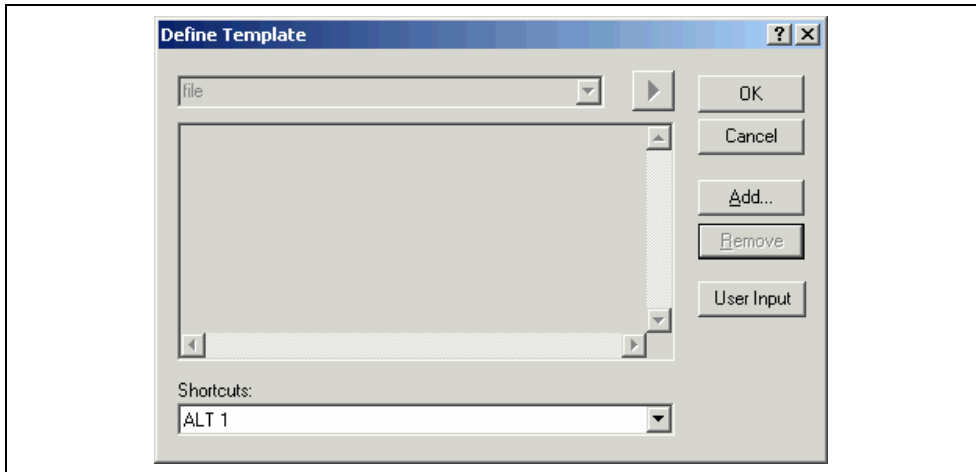 Define Template
file
OK
Cancel
Add...
Remove
User Input
Shortcuts:
ALT 1